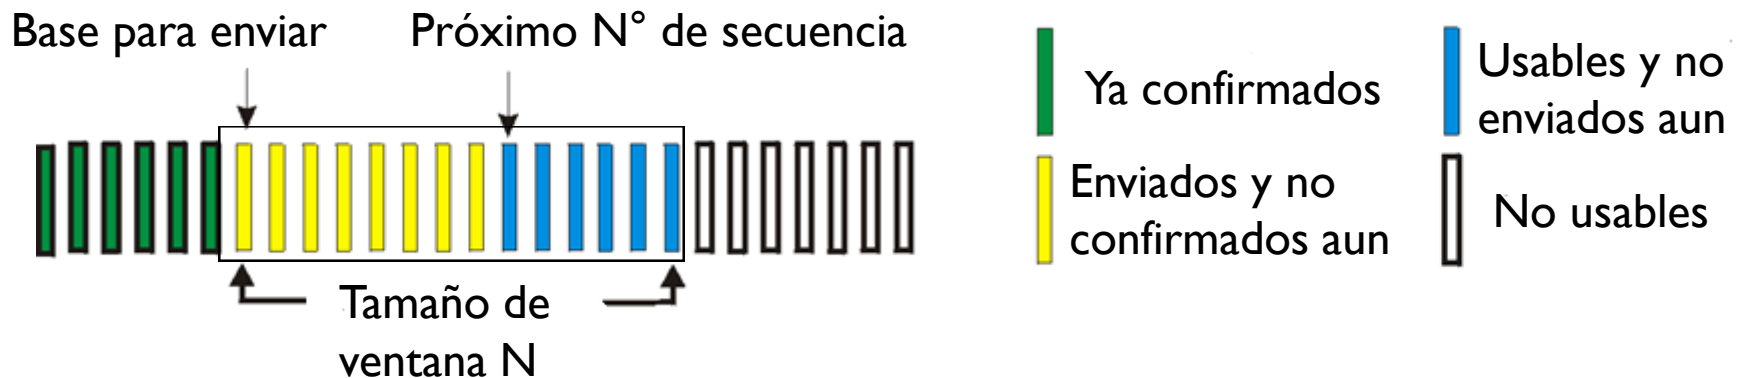 Base para enviar
Próximo N° de secuencia
Tamaño de
ventana N
Ya confirmados
Enviados y no
confirmados aun
Usables y no
enviados aun
No usables